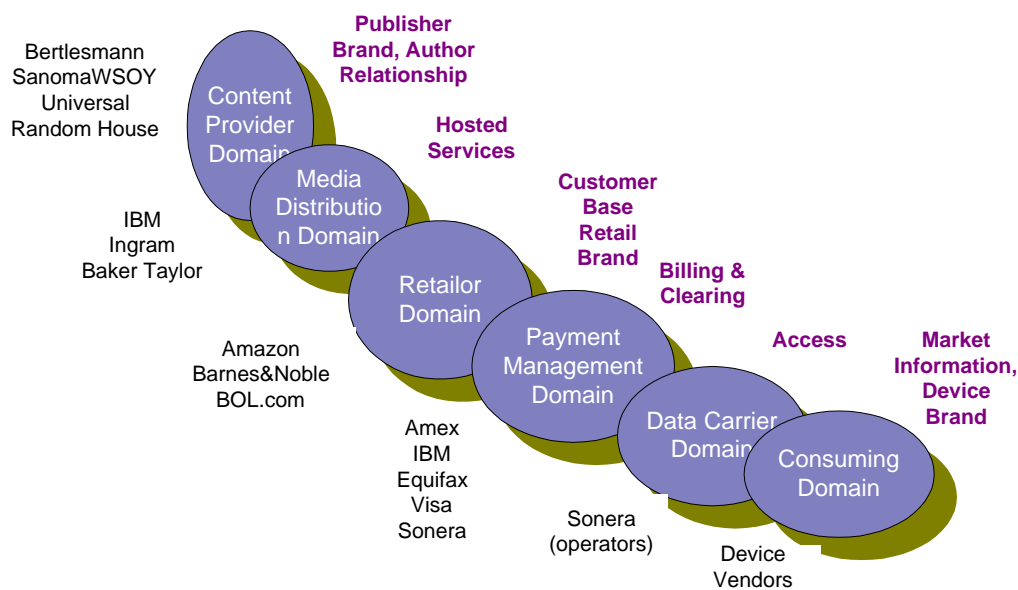 Publisher
Brand, Author
Relationship
Bertlesmann
SanomaWSOY
Universal
Random House
Content
Provider
Domain
Hosted
Services
Media
Distributio
n Domain
Customer
Base
Retail
Brand
IBM
Ingram
Baker Taylor
Retailor
Domain
Billing &
Clearing
Payment
Management
Domain
Amazon
Barnes&Noble
BOL.com
Access
Market
Information,
Device
Brand
Data Carrier
Domain
Amex
IBM
Equifax
Visa
Sonera
Consuming
Domain
Sonera
(operators)
Device
Vendors